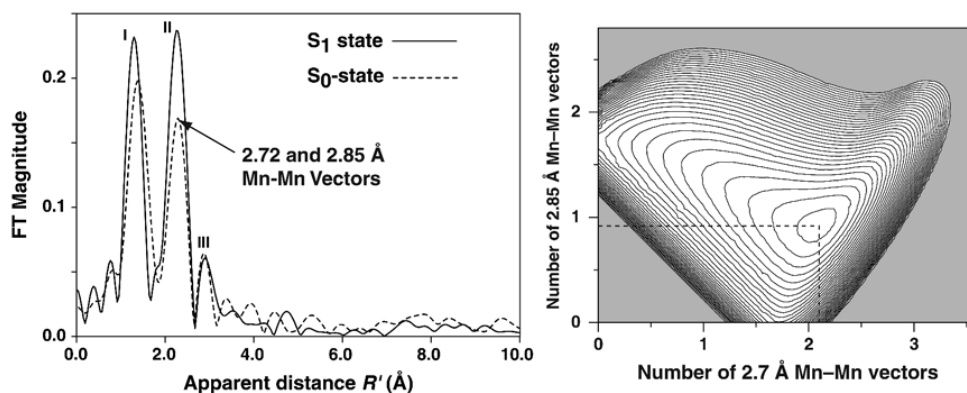 I
II
III
S1 state
S0-state
2.72 and 2.85 Å
Mn-Mn Vectors
FT Magnitude
0.2
0.1
0.0
0.0 2.0 4.0 6.0 8.0 10.0
Apparent distance R' (Å)
Number of 2.85 Å Mn–Mn vectors
2
1
0
0 1 2 3
Number of 2.7 Å Mn–Mn vectors